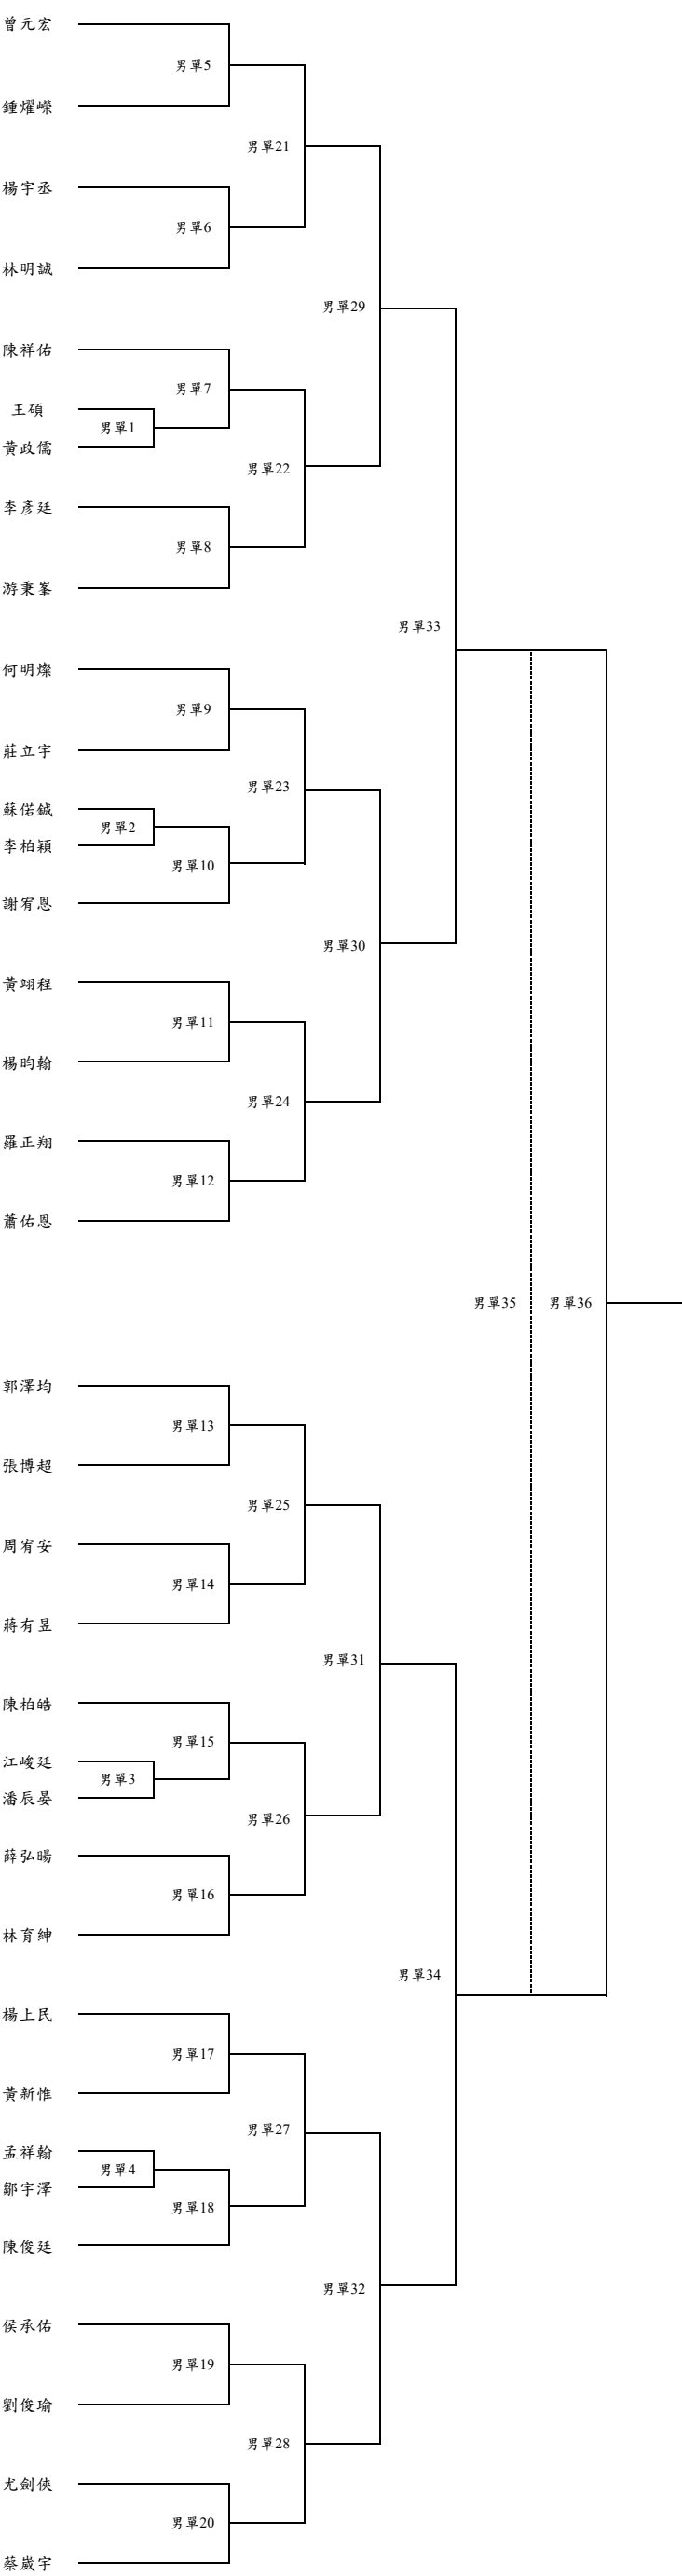 曾元宏
男單5
鍾燿嶸
男單21
楊宇丞
男單6
林明誠
男單29
陳祥佑
男單7
王碩
男單1
黃政儒
男單22
李彥廷
男單8
游秉峯
男單33
何明燦
男單9
莊立宇
男單23
蘇偌鋮
男單2
李柏穎
男單10
謝宥恩
男單30
黃翊程
男單11
楊昀翰
男單24
羅正翔
男單12
蕭佑恩
男單35
男單36
郭澤均
男單13
張博超
男單25
周宥安
男單14
蔣有昱
男單31
陳柏皓
男單15
江峻廷
男單3
潘辰晏
男單26
薛弘暘
男單16
林育紳
男單34
楊上民
男單17
黃新惟
男單27
孟祥翰
男單4
鄒宇澤
男單18
陳俊廷
男單32
侯承佑
男單19
劉俊瑜
男單28
尤劍俠
男單20
蔡崴宇